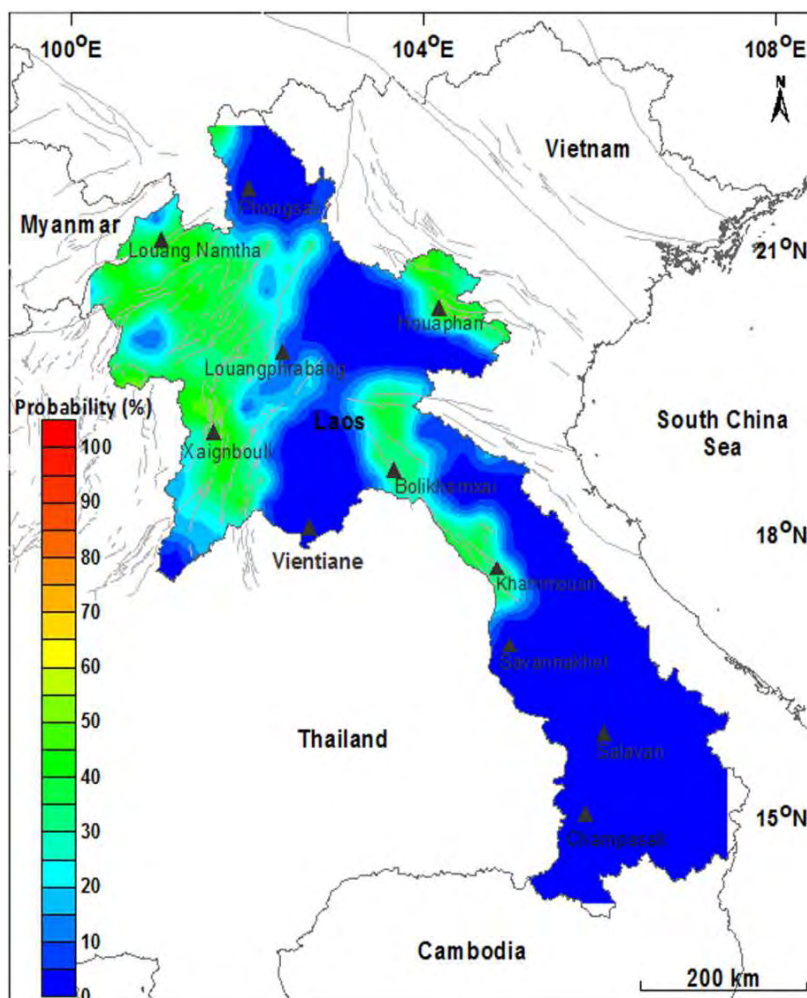 100°E
104°E
108°E
N
Vietnam
Myanmar
Phongsali
Louang Namtha
21°N
Houaphan
Louangphrabang
Probability (%)
Laos
South China
Sea
Xaignbouli
100
Bolikhamxai
90
18°N
80
Vientiane
Khammouan
70
60
Savannakhet
50
Thailand
Salavan
40
30
15°N
Champasak
20
10
Cambodia
200 km
0